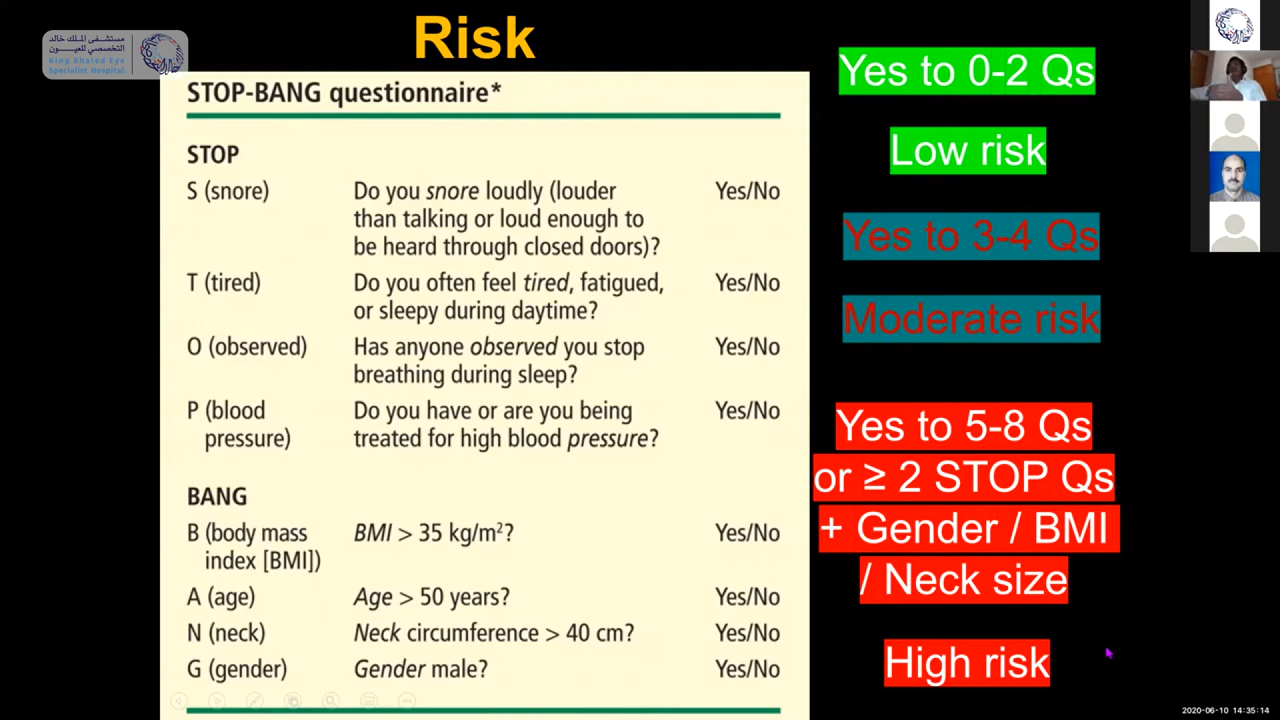 مستشفى الملك خالد
التخصصي للعيون
King Khaled Eye
Specialist Hospital
Risk
STOP-BANG questionnaire*
STOP
S (snore) Do you snore loudly (louder Yes/No
than talking or loud enough to
be heard through closed doors)?
T (tired) Do you often feel tired, fatigued, Yes/No
or sleepy during daytime?
O (observed) Has anyone observed you stop Yes/No
breathing during sleep?
P (blood Do you have or are you being Yes/No
pressure) treated for high blood pressure?
BANG
B (body mass BMI > 35 kg/m²? Yes/No
index [BMI])
A (age) Age > 50 years? Yes/No
N (neck) Neck circumference > 40 cm? Yes/No
G (gender) Gender male? Yes/No
Yes to 0-2 Qs
Low risk
Yes to 3-4 Qs
Moderate risk
Yes to 5-8 Qs
or ≥ 2 STOP Qs
+ Gender / BMI
/ Neck size
High risk
2020-06-10 14:35:14